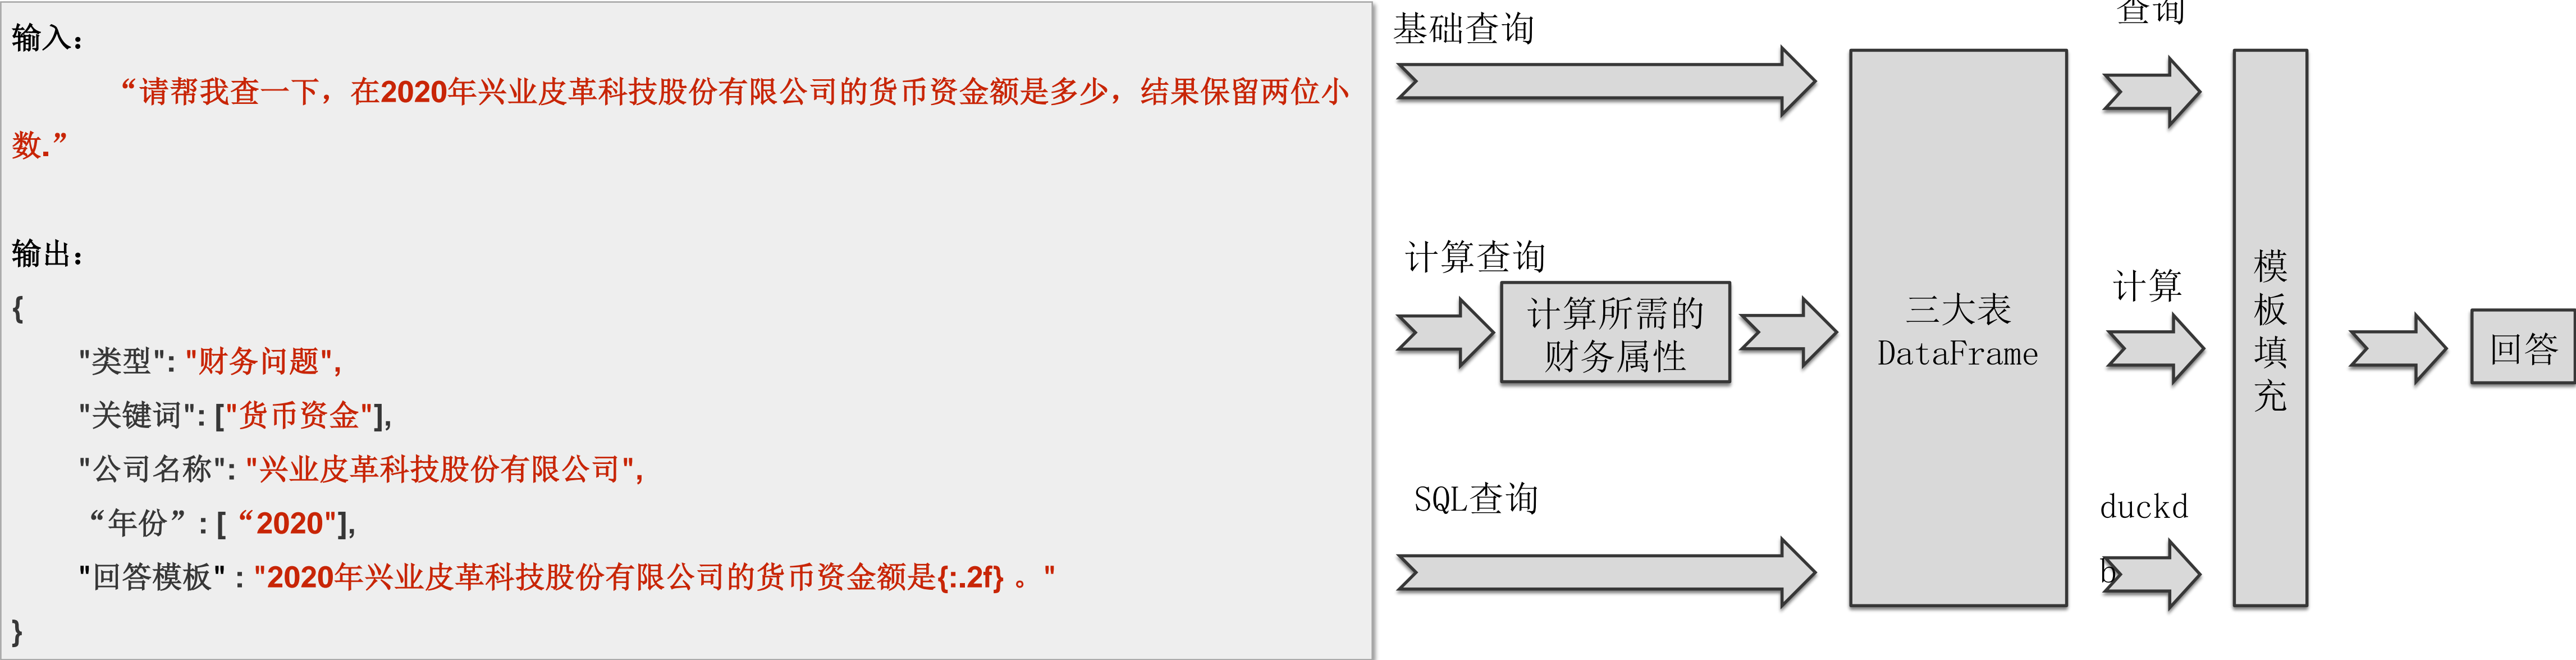 输入：
“请帮我查一下，在2020年兴业皮革科技股份有限公司的货币资金额是多少，结果保留两位小
数.”
输出：
{
"类型": "财务问题",
"关键词": ["货币资金"],
"公司名称": "兴业皮革科技股份有限公司",
“年份”: [ “2020"],
"回答模板" : "2020年兴业皮革科技股份有限公司的货币资金额是{:.2f} 。"
}
基础查询
计算查询
计算所需的
财务属性
SQL查询
三大表
DataFrame
查询
计算
duckd
b
模
板
填
充
回答